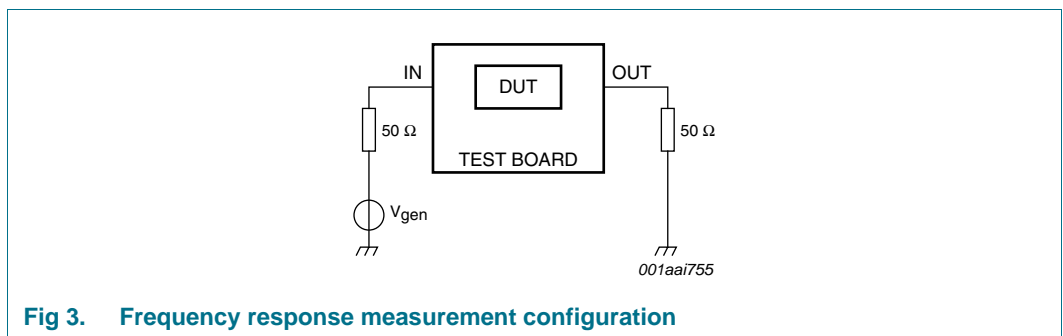 IN
OUT
DUT
50 Ω
50 Ω
TEST BOARD
Vgen
001aai755
Fig 3. Frequency response measurement configuration